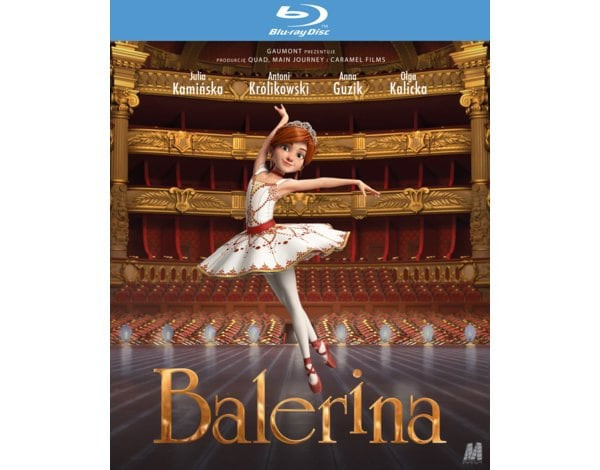 Blu-ray Disc
GAUMONT PREZENTUJE
PRODUKCJĘ QUAD, MAIN JOURNEY I CARAMEL FILMS
Julia Antoni Anna Olga
Kamińska Królikowski Guzik Kalicka
Balerina
M